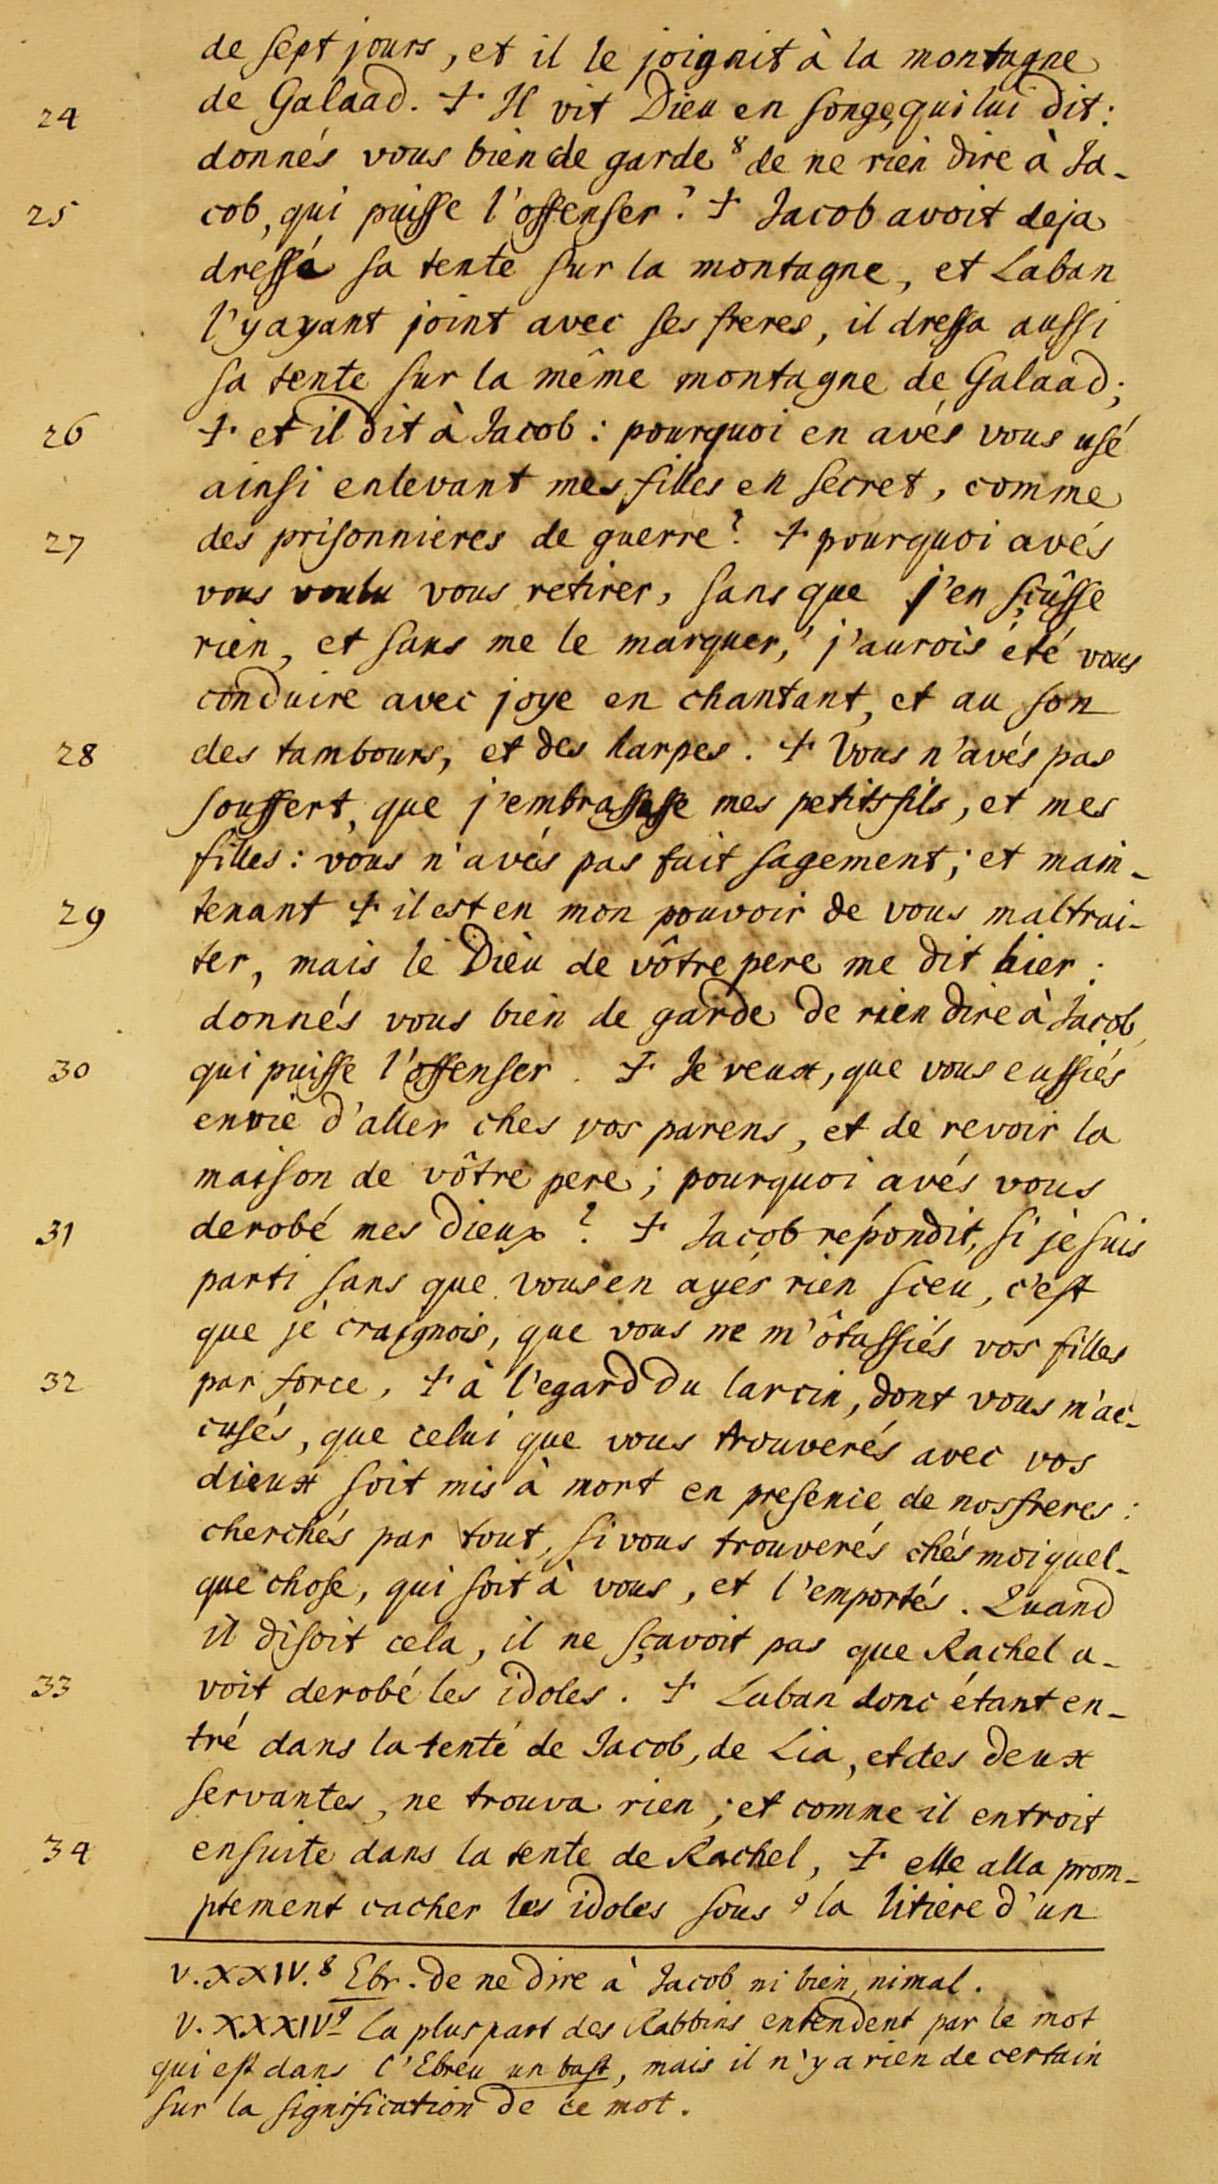 de sept jours, et il le joignit à la montagne
24 de Galaad. + Il vit Dieu en songe, qui lui dit:
donnés vous bien de garde ⁸ de ne rien dire à Ja-
25 cob, qui puisse l'offenser? + Jacob avoit deja
dressé sa tente sur la montagne, et Laban
l'y ayant joint avec ses freres, il dressa aussi
sa tente sur la même montagne de Galaad;
26 + et il dit à Jacob: pourquoi en avés vous usé
ainsi enlevant mes filles en secret, comme
27 des prisonnieres de guerre? + pourquoi avés
vous voulu vous retirer, sans que j'en sçûsse
rien, et sans me le marquer,? j'aurois été vous
conduire avec joye en chantant, et au son
28 des tambours, et des harpes. + Vous n'avés pas
souffert, que j'embrassasse mes petits fils, et mes
filles: vous n'avés pas fait sagement; et main-
29 tenant + il est en mon pouvoir de vous maltrai-
ter, mais le Dieu de vôtre pere me dit hier:
donnés vous bien de garde de rien dire à Jacob,
30 qui puisse l'offenser. + Je veux, que vous eussiés
envie d'aller ches vos parens, et de revoir la
maison de vôtre pere; pourquoi avés vous
31 derobé mes dieux? + Jacob répondit, si je suis
parti sans que vous en ayés rien sceu, c'est
que je craignois, que vous ne m'ôtassiés vos filles
32 par force, + à l'egard du larcin, dont vous m'ac-
cusés, que celui que vous trouverés avec vos
dieux soit mis à mort en presence de nos freres:
cherchés par tout, si vous trouverés chés moi quel-
que chose, qui soit à vous, et l'emportés. Quand
il disoit cela, il ne sçavoit pas que Rachel a-
33 voit derobé les idoles. + Laban donc étant en-
tré dans la tente de Jacob, de Lia, et des deux
servantes, ne trouva rien; et comme il entroit
34 ensuite dans la tente de Rachel, + elle alla prom-
ptement cacher les idoles sous ⁹ la litiere d'un
V. XXIV. ⁸ Ebr. de ne dire à Jacob ni bien, ni mal.
V. XXXIV ⁹ La pluspart des Rabbins entendent par le mot
qui est dans l'Ebreu un bast, mais il n'y a rien de certain
sur la signification de ce mot.